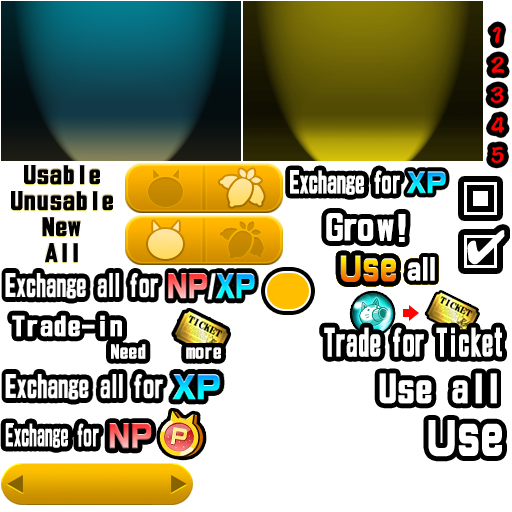 1
2
3
4
5
Usable
Unusable
New
All
Exchange for XP
Grow!
Use all
Exchange all for NP/XP
Trade-in
TICKET
Need more
TICKET
Trade for Ticket
Exchange all for XP
Use all
Exchange for NP
P
Use